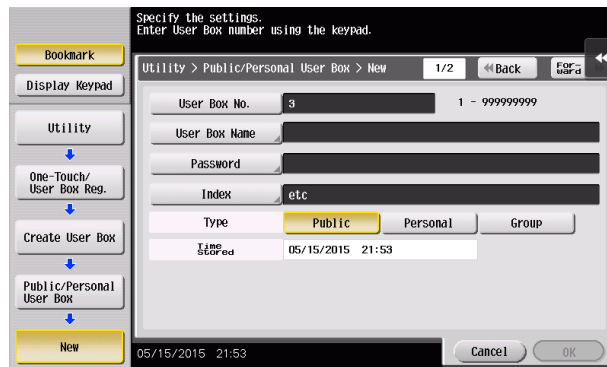 Specify the settings.
Enter User Box number using the keypad.
Bookmark
Display Keypad
Utility
One-Touch/
User Box Reg.
Create User Box
Public/Personal
User Box
New
Utility > Public/Personal User Box > New
1/2
Back
For-
ward
User Box No.
3
1 - 999999999
User Box Name
Password
Index
etc
Type
Public
Personal
Group
Time
stored
05/15/2015 21:53
05/15/2015 21:53
Cancel
OK